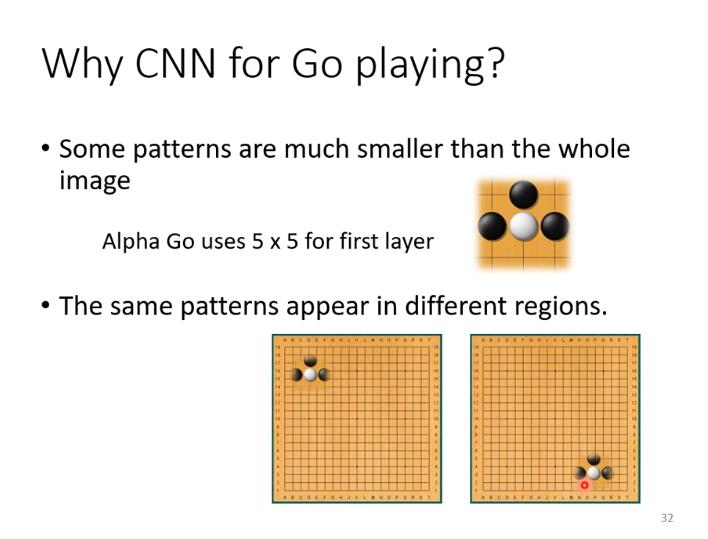 Why CNN for Go playing?
• Some patterns are much smaller than the whole
image
Alpha Go uses 5 x 5 for first layer
• The same patterns appear in different regions.
32